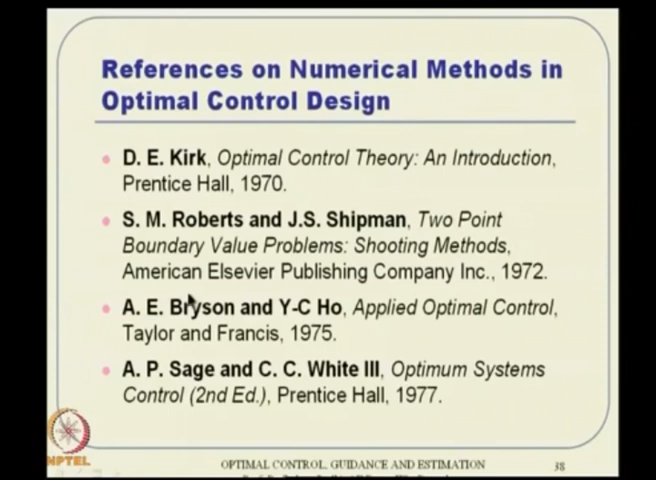 References on Numerical Methods in
Optimal Control Design
D. E. Kirk, Optimal Control Theory: An Introduction,
Prentice Hall, 1970.
S. M. Roberts and J.S. Shipman, Two Point
Boundary Value Problems: Shooting Methods,
American Elsevier Publishing Company Inc., 1972.
A. E. Bryson and Y-C Ho, Applied Optimal Control,
Taylor and Francis, 1975.
A. P. Sage and C. C. White III, Optimum Systems
Control (2nd Ed.), Prentice Hall, 1977.
NPTEL
OPTIMAL CONTROL, GUIDANCE AND ESTIMATION
38